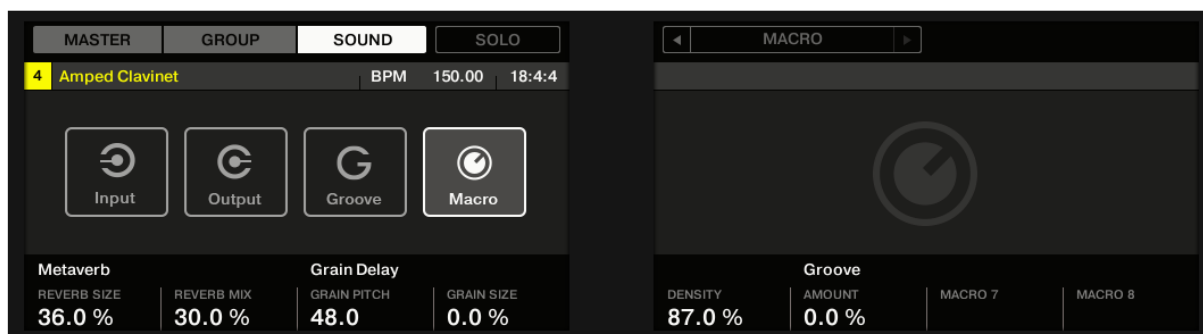 MASTER GROUP SOUND SOLO
MACRO
4 Amped Clavinet BPM 150.00 18:4:4
Input Output Groove Macro
Metaverb Grain Delay
REVERB SIZE REVERB MIX GRAIN PITCH GRAIN SIZE
36.0 % 30.0 % 48.0 0.0 %
Groove
DENSITY AMOUNT MACRO 7 MACRO 8
87.0 % 0.0 %